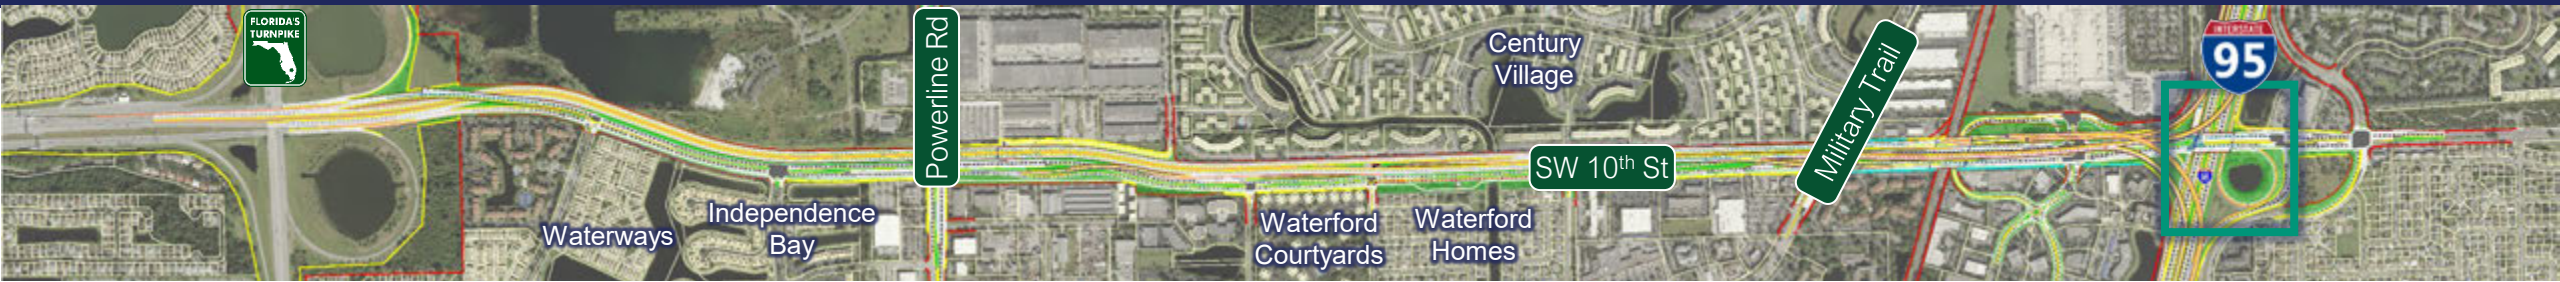 FLORIDA'S
TURNPIKE
Waterways
Independence
Bay
Powerline Rd
Century
Village
Waterford
Courtyards
Waterford
Homes
SW 10th St
Military Trail
INTERSTATE
95